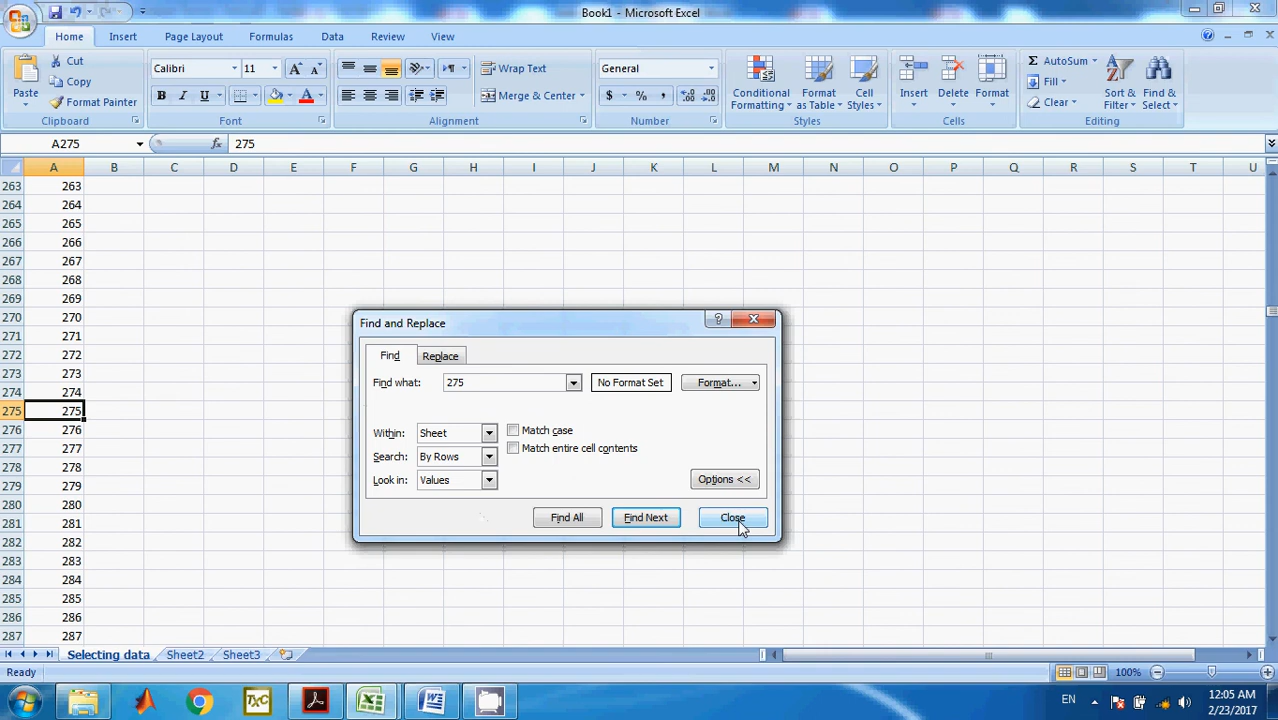 Book1 - Microsoft Excel
Home Insert Page Layout Formulas Data Review View
Paste
Cut
Copy
Format Painter
Clipboard
Calibri 11
B I U
Font
Wrap Text
Merge & Center
Alignment
General
$ % ,
Number
Conditional Formatting
Format as Table
Cell Styles
Styles
Insert Delete Format
Cells
Σ AutoSum
Fill
Clear
Sort & Filter
Find & Select
Editing
A275 fx 275
A B C D E F G H I J K L M N O P Q R S T U
263 263
264 264
265 265
266 266
267 267
268 268
269 269
270 270
271 271
272 272
273 273
274 274
275 275
276 276
277 277
278 278
279 279
280 280
281 281
282 282
283 283
284 284
285 285
286 286
287 287
Find and Replace
Find Replace
Find what: 275 No Format Set Format...
Within: Sheet Match case
Search: By Rows Match entire cell contents
Look in: Values Options <<
Find All Find Next Close
Selecting data Sheet2 Sheet3
Ready 100%
TXC EN 12:05 AM
2/23/2017